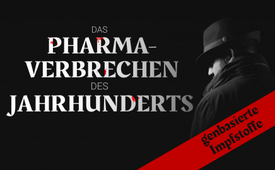 DAS
PHARMA-
VERBRECHEN
DES
JAHRHUNDERTS
genbasierte
Impfstoffe